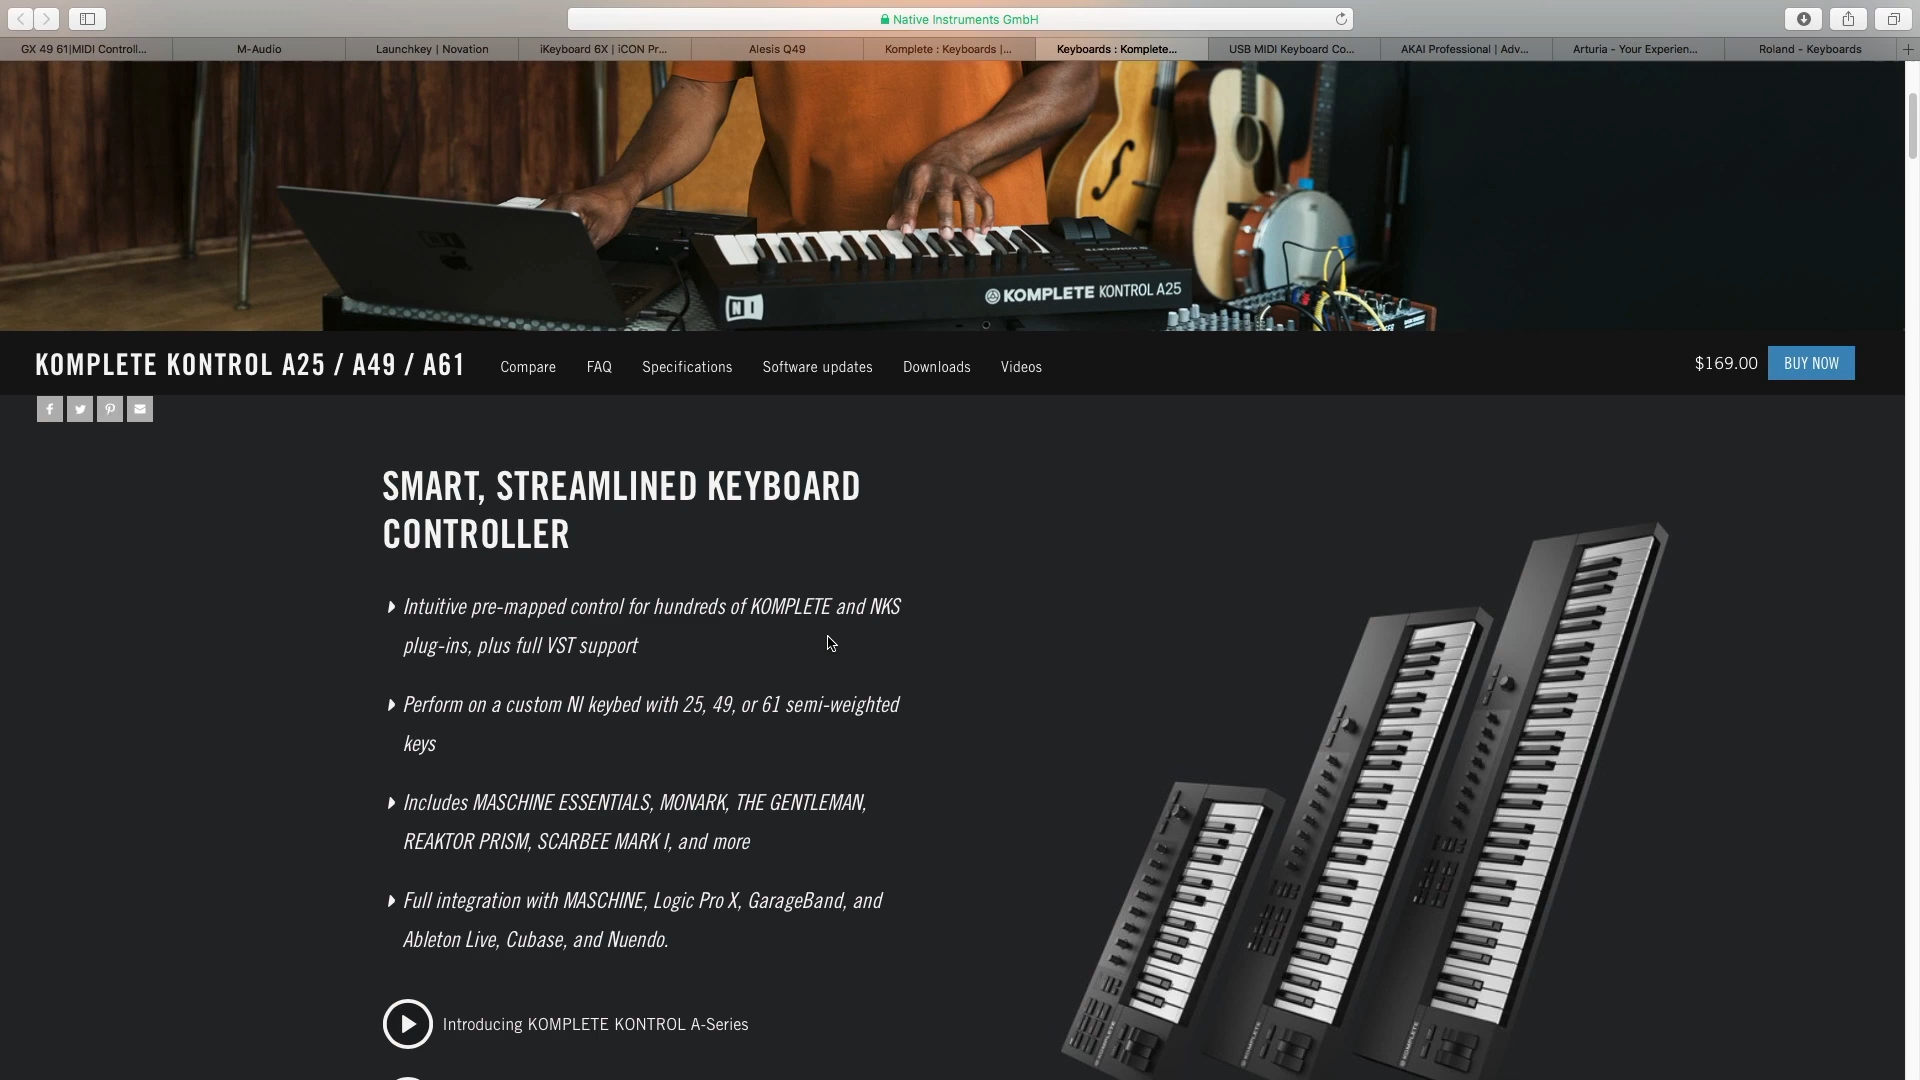 Native Instruments GmbH
GX 49 61|MIDI Controll...
M-Audio
Launchkey | Novation
iKeyboard 6X | iCON Pr...
Alesis Q49
Komplete : Keyboards |...
Keyboards : Komplete...
USB MIDI Keyboard Co...
AKAI Professional | Adv...
Arturia - Your Experien...
Roland - Keyboards
NI
KOMPLETE KONTROL A25
KOMPLETE KONTROL A25 / A49 / A61
Compare
FAQ
Specifications
Software updates
Downloads
Videos
$169.00
BUY NOW
SMART, STREAMLINED KEYBOARD
CONTROLLER
Intuitive pre-mapped control for hundreds of KOMPLETE and NKS
plug-ins, plus full VST support
Perform on a custom NI keybed with 25, 49, or 61 semi-weighted
keys
Includes MASCHINE ESSENTIALS, MONARK, THE GENTLEMAN,
REAKTOR PRISM, SCARBEE MARK I, and more
Full integration with MASCHINE, Logic Pro X, GarageBand, and
Ableton Live, Cubase, and Nuendo.
Introducing KOMPLETE KONTROL A-Series